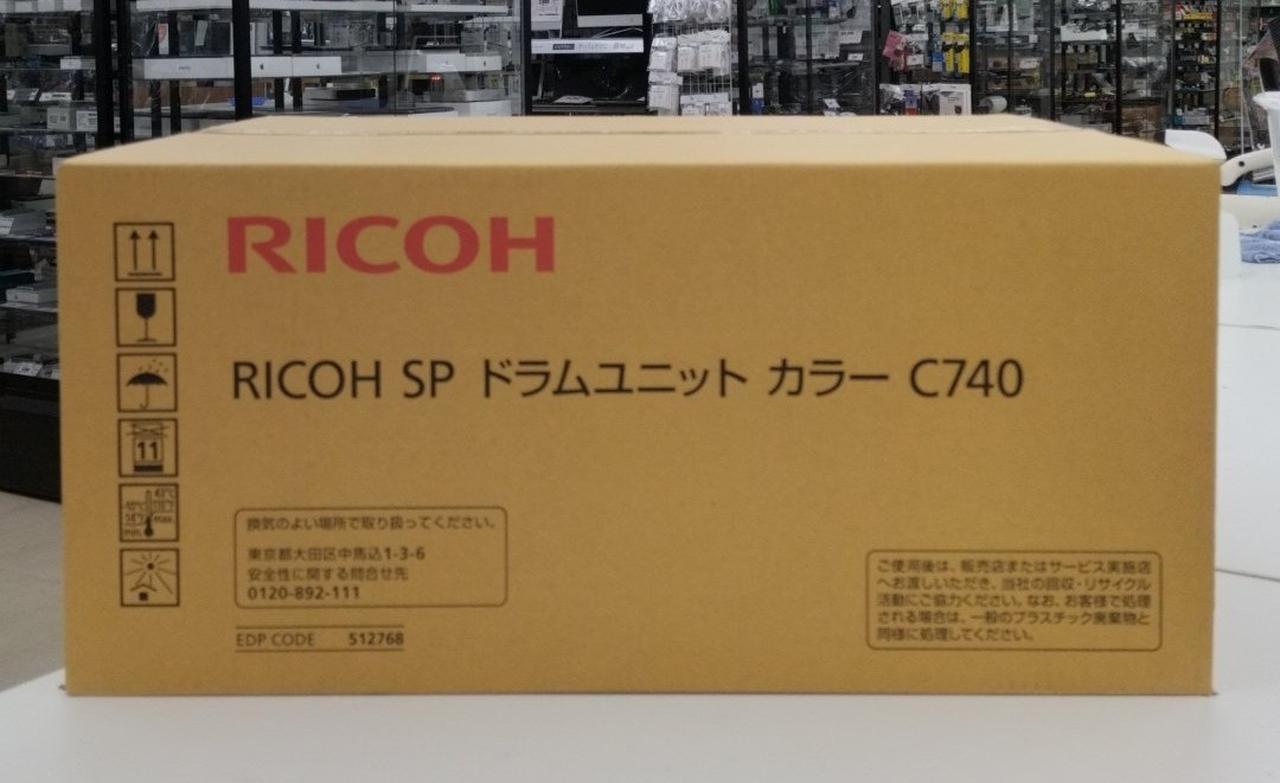 RICOH
RICOH SP ドラムユニット カラー C740
11
換気のよい場所で取り扱ってください。
東京都大田区中馬込1-3-6
安全性に関する問合せ先
0120-892-111
EDP CODE 512768
ご使用後は、販売店またはサービス実施店
へお渡しいただき、当社の回収・リサイクル
活動にご協力ください。なお、お客様で処理
される場合は、一般のプラスチック廃棄物と
同様に処理してください。